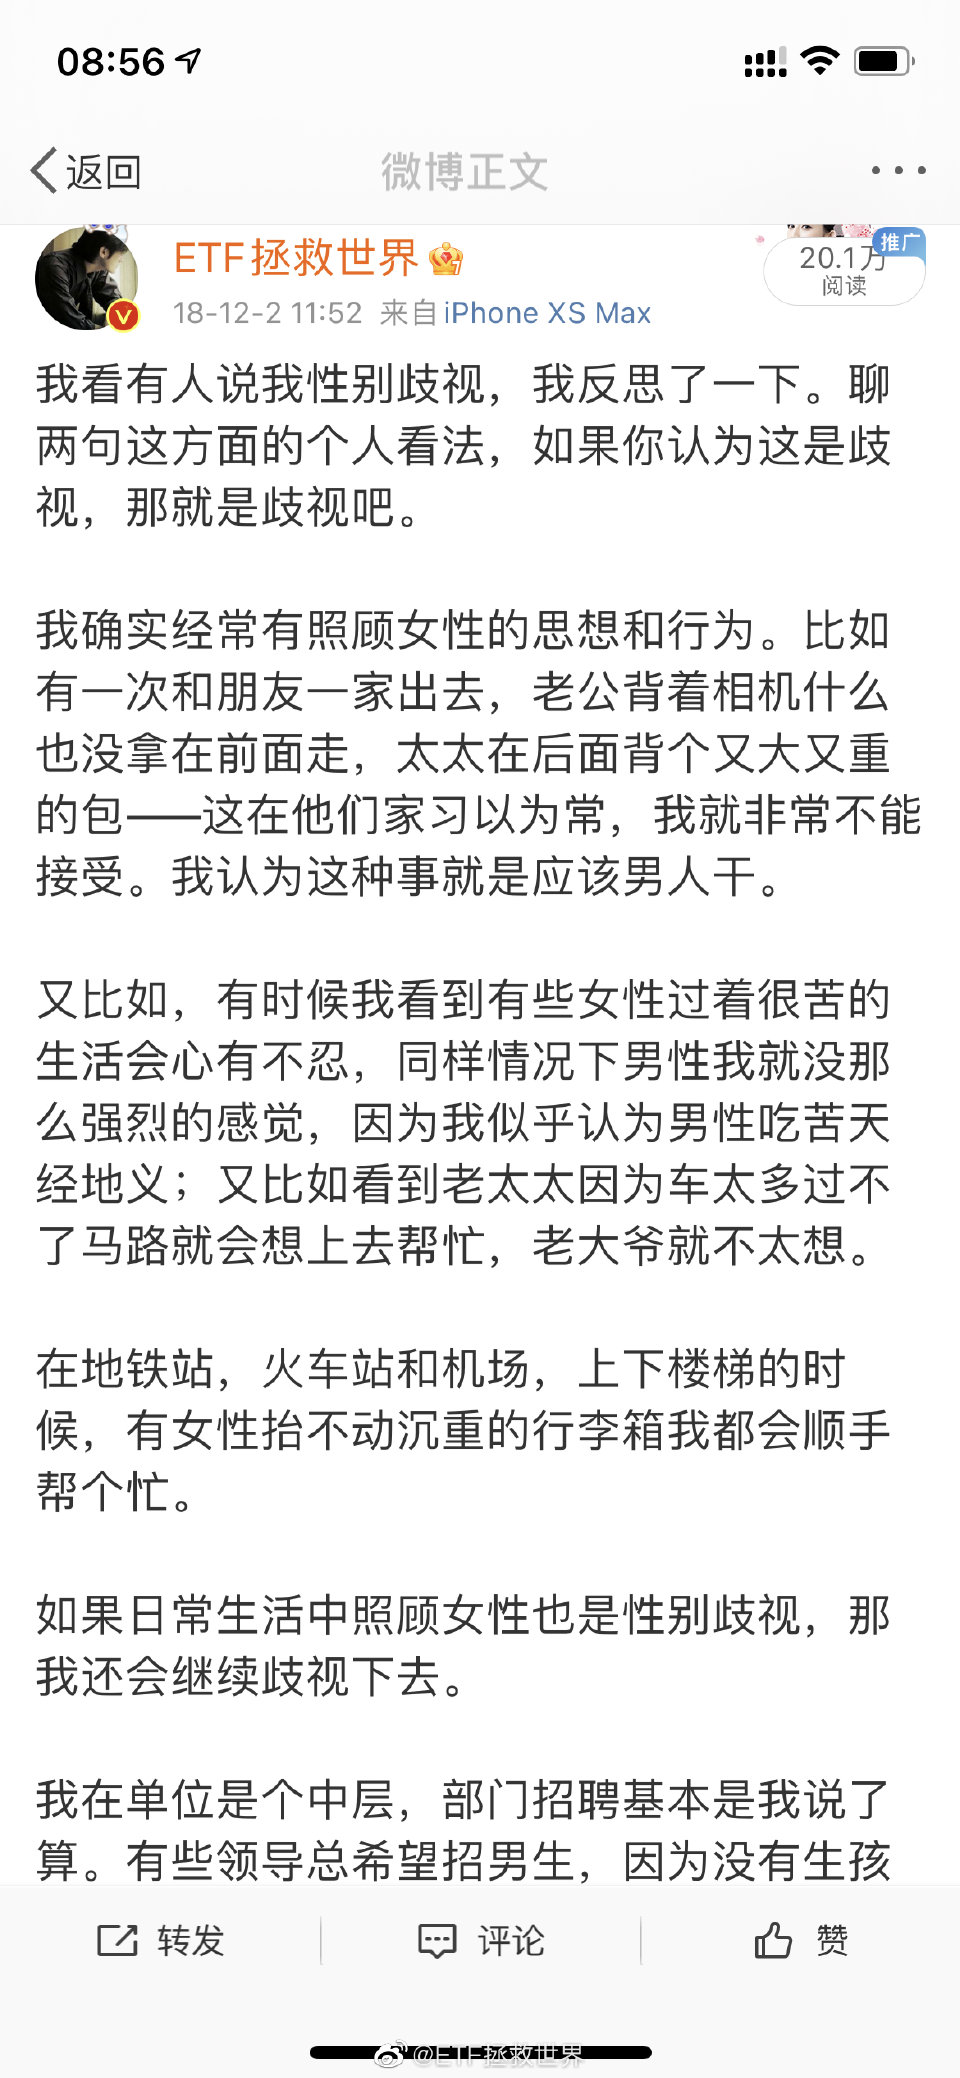 08:56
返回
微博正文
ETF拯救世界
推广
20.1万
阅读
18-12-2 11:52 来自 iPhone XS Max
我看有人说我性别歧视，我反思了一下。聊
两句这方面的个人看法，如果你认为这是歧
视，那就是歧视吧。
我确实经常有照顾女性的思想和行为。比如
有一次和朋友一家出去，老公背着相机什么
也没拿在前面走，太太在后面背个又大又重
的包——这在他们家习以为常，我就非常不能
接受。我认为这种事就是应该男人干。
又比如，有时候我看到有些女性过着很苦的
生活会心有不忍，同样情况下男性我就没那
么强烈的感觉，因为我似乎认为男性吃苦天
经地义；又比如看到老太太因为车太多过不
了马路就会想上去帮忙，老大爷就不太想。
在地铁站，火车站和机场，上下楼梯的时
候，有女性抬不动沉重的行李箱我都会顺手
帮个忙。
如果日常生活中照顾女性也是性别歧视，那
我还会继续歧视下去。
我在单位是个中层，部门招聘基本是我说了
算。有些领导总希望招男生，因为没有生孩
转发
评论
赞
@ETF拯救世界